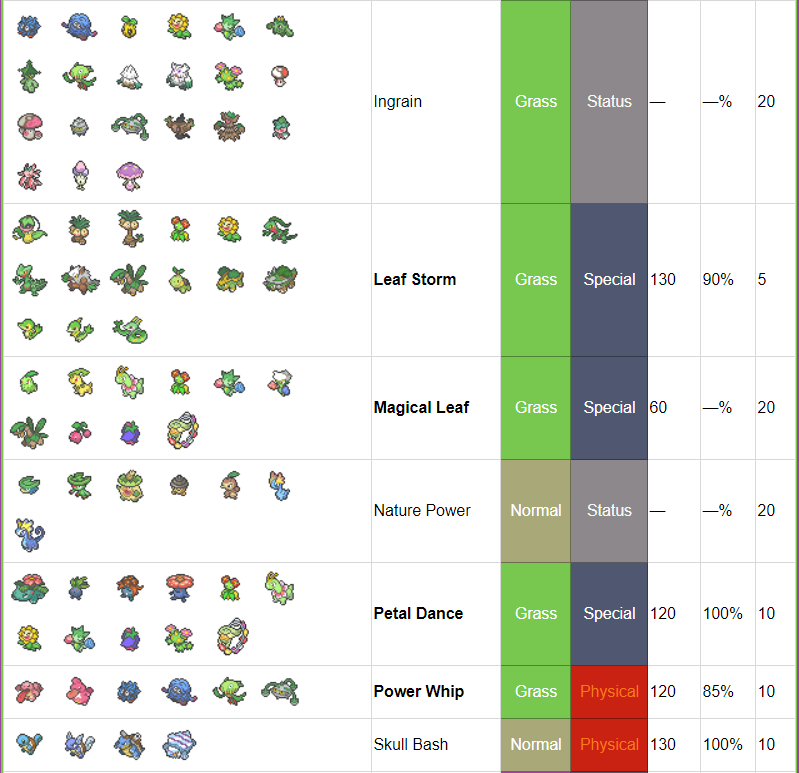 Ingrain Grass Status — —% 20
Leaf Storm Grass Special 130 90% 5
Magical Leaf Grass Special 60 —% 20
Nature Power Normal Status — —% 20
Petal Dance Grass Special 120 100% 10
Power Whip Grass Physical 120 85% 10
Skull Bash Normal Physical 130 100% 10